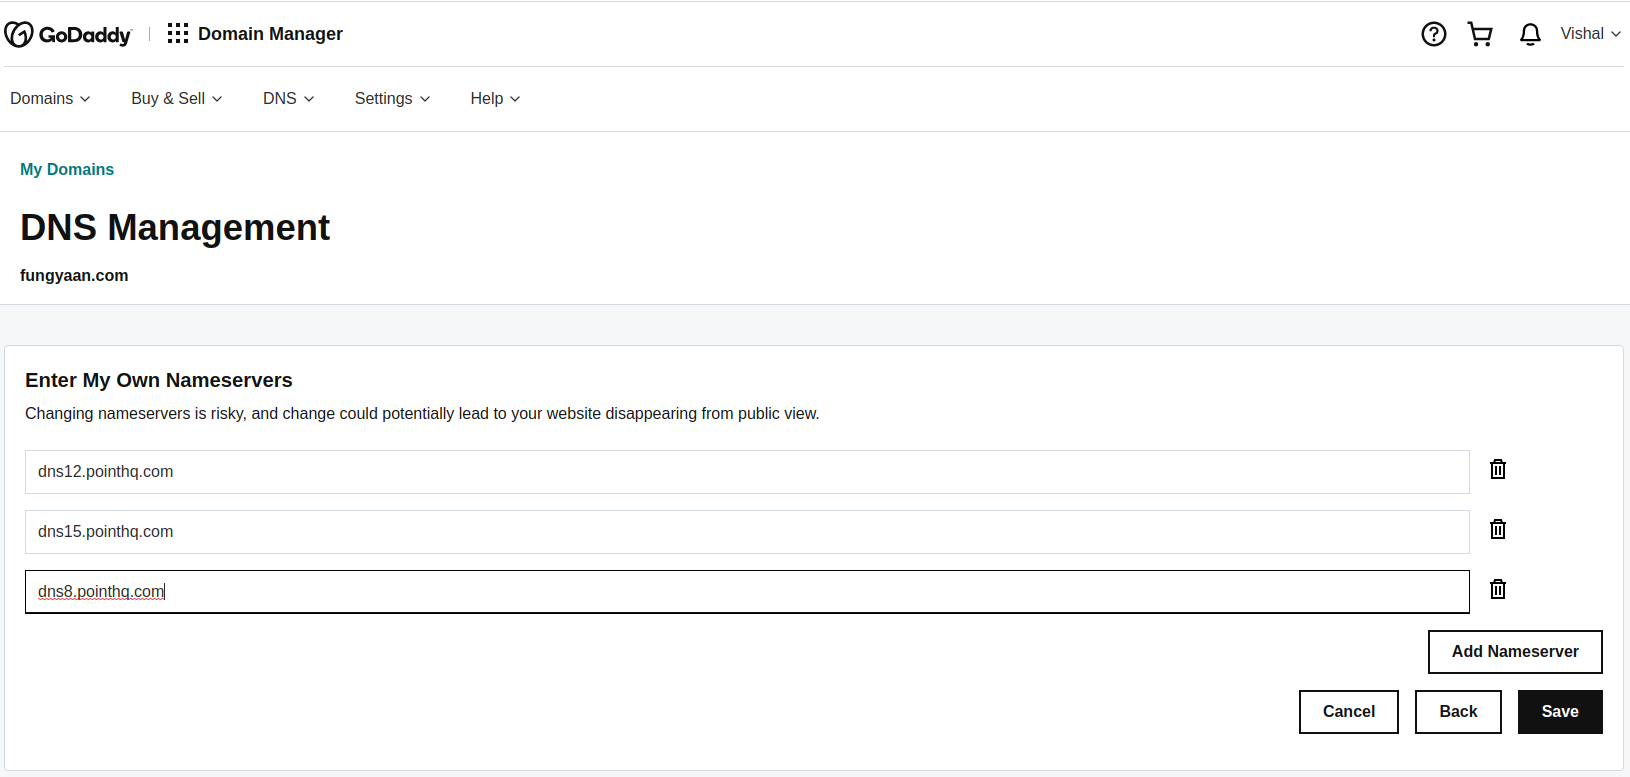 GoDaddy Domain Manager Vishal
Domains Buy & Sell DNS Settings Help
My Domains
DNS Management
fungyaan.com
Enter My Own Nameservers
Changing nameservers is risky, and change could potentially lead to your website disappearing from public view.
dns12.pointhq.com
dns15.pointhq.com
dns8.pointhq.com
Add Nameserver
Cancel Back Save